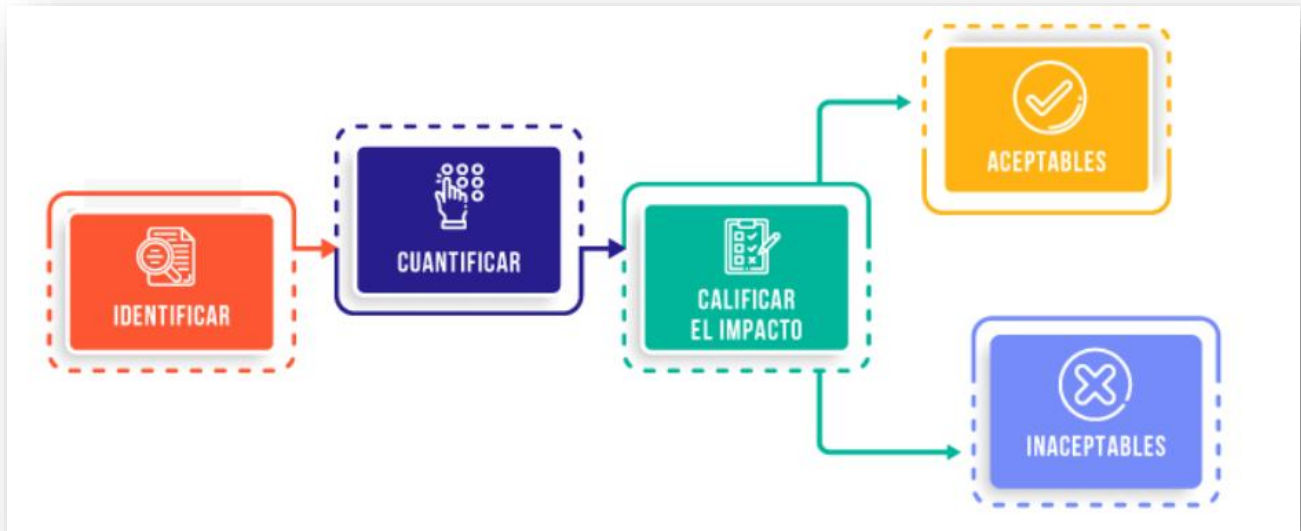 IDENTIFICAR
CUANTIFICAR
CALIFICAR
EL IMPACTO
ACEPTABLES
INACEPTABLES